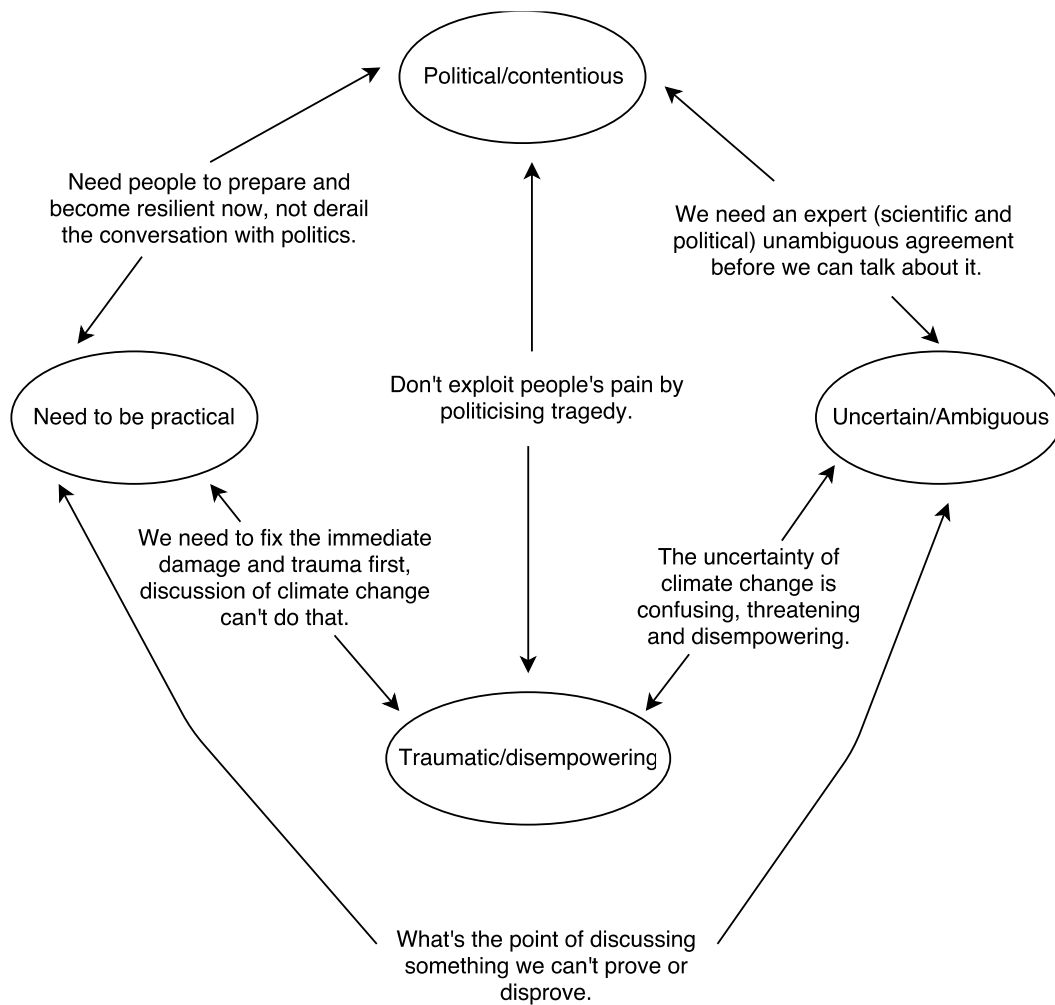 Political/contentious
Need people to prepare and
become resilient now, not derail
the conversation with politics.
We need an expert (scientific and
political) unambiguous agreement
before we can talk about it.
Need to be practical
Don't exploit people's pain by
politicising tragedy.
Uncertain/Ambiguous
We need to fix the immediate
damage and trauma first,
discussion of climate change
can't do that.
The uncertainty of
climate change is
confusing, threatening
and disempowering.
Traumatic/disempowering
What's the point of discussing
something we can't prove or
disprove.